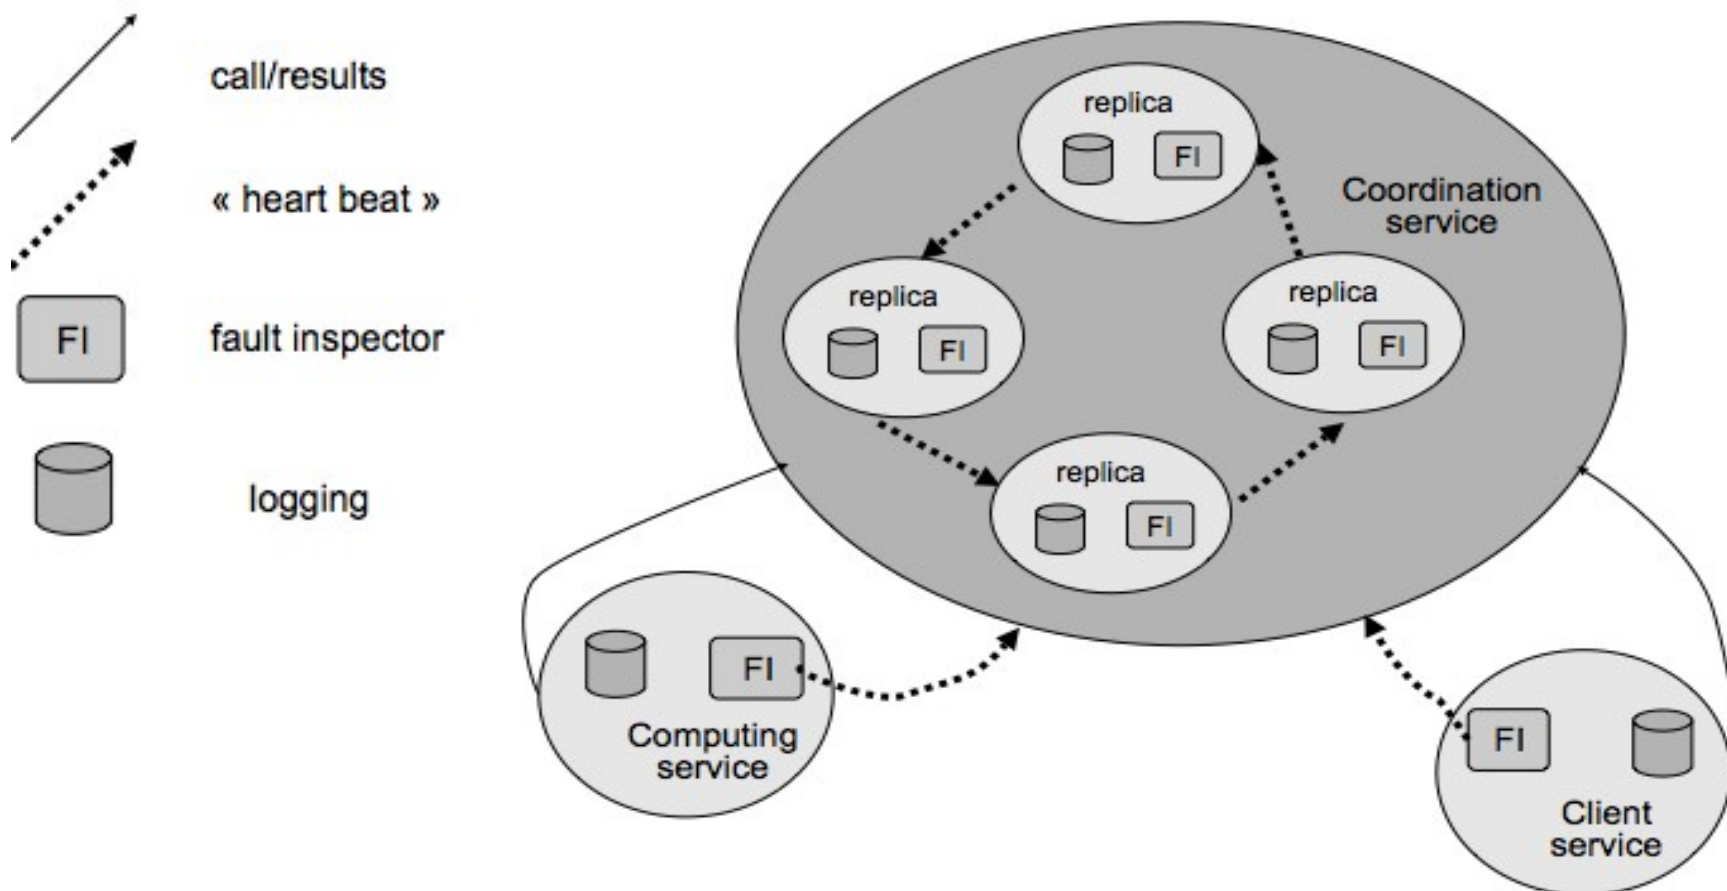 call/results
« heart beat »
FI
fault inspector
logging
replica
FI
Coordination
service
replica
FI
replica
FI
replica
FI
FI
Computing
service
FI
Client
service